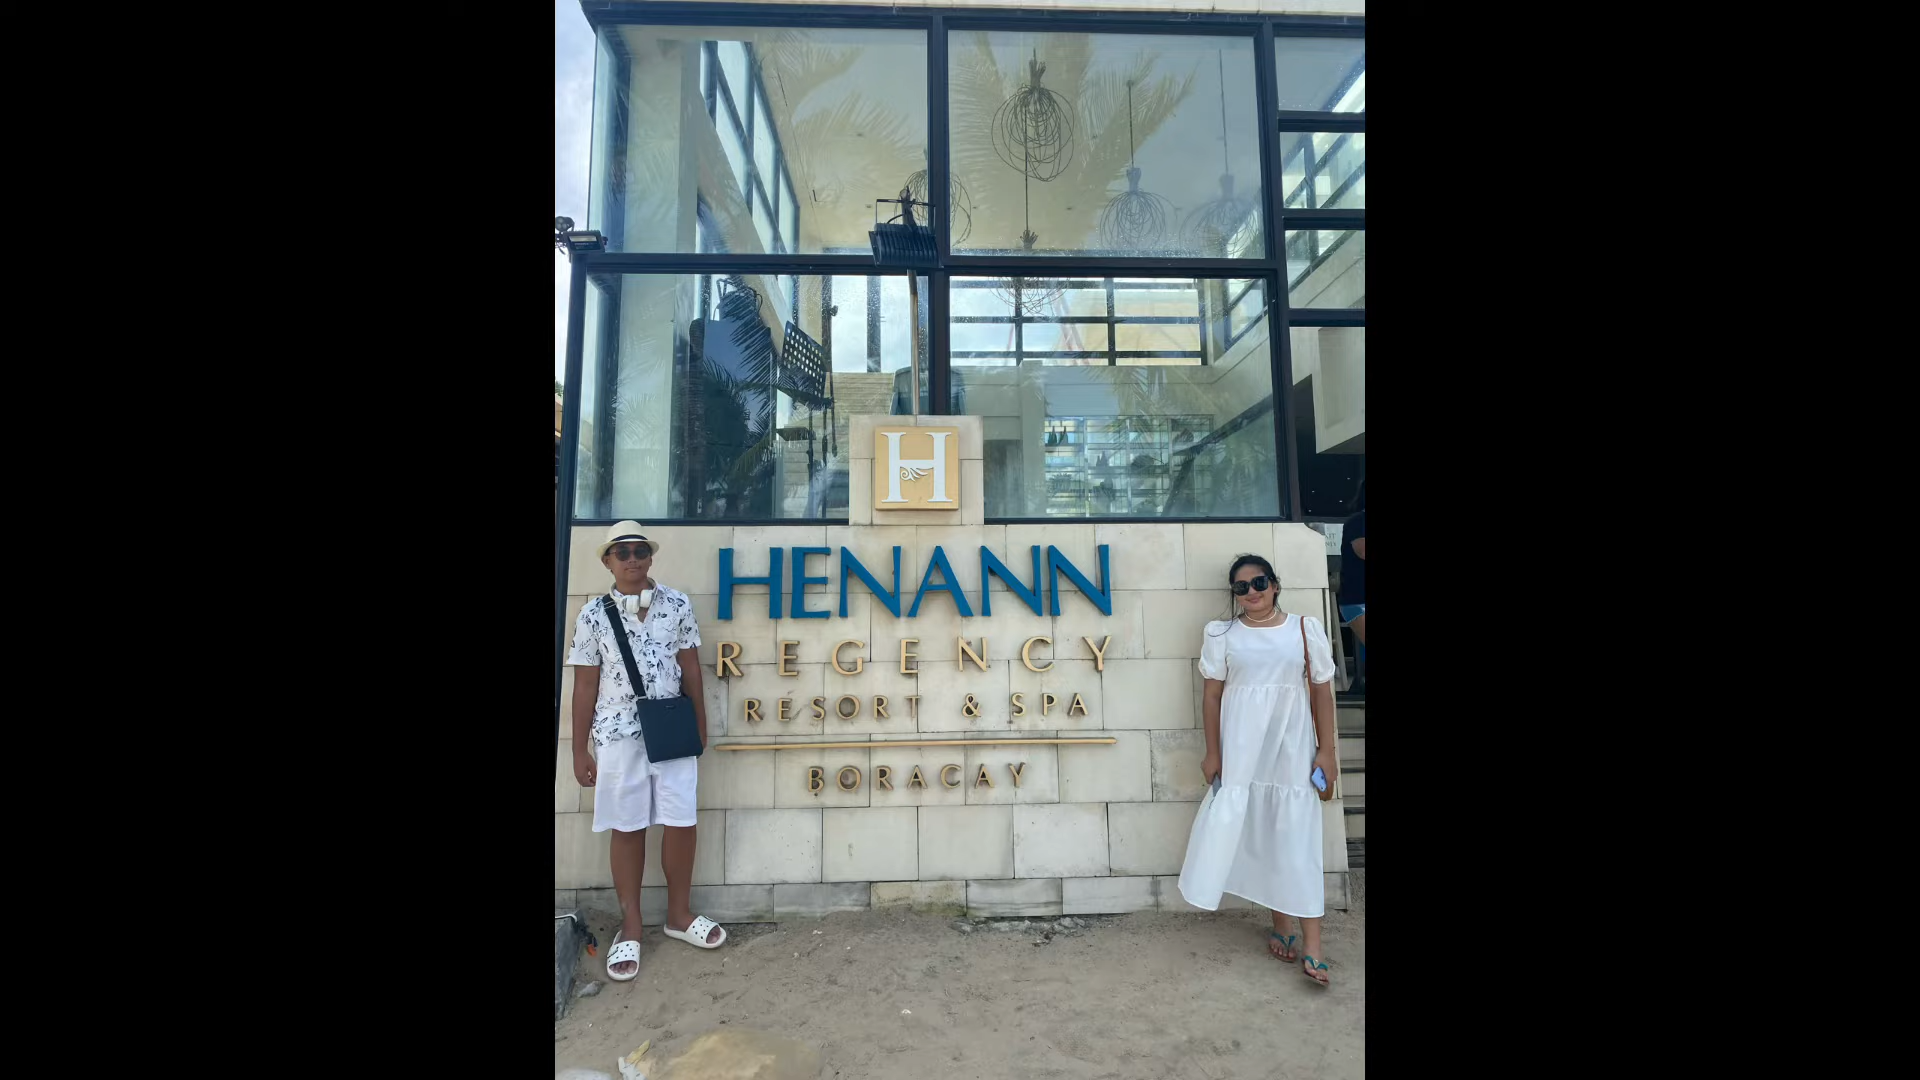 H
HENANN
REGENCY
RESORT & SPA
BORACAY